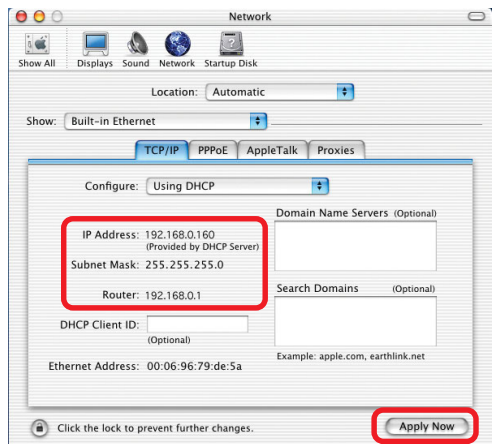 Network
Show All Displays Sound Network Startup Disk
Location: Automatic
Show: Built-in Ethernet
TCP/IP PPPoE AppleTalk Proxies
Configure: Using DHCP
Domain Name Servers (Optional)
IP Address: 192.168.0.160
(Provided by DHCP Server)
Subnet Mask: 255.255.255.0
Router: 192.168.0.1
Search Domains (Optional)
DHCP Client ID:
(Optional)
Example: apple.com, earthlink.net
Ethernet Address: 00:06:96:79:de:5a
Click the lock to prevent further changes.
Apply Now